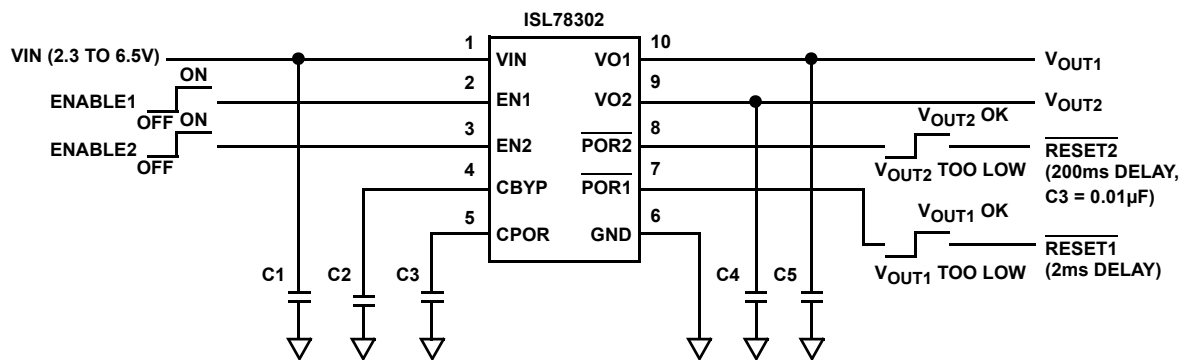 ISL78302
VIN (2.3 TO 6.5V)
1
VIN
VO1
10
VOUT1
ON
ENABLE1
OFF
2
EN1
VO2
9
VOUT2
ON
ENABLE2
OFF
3
EN2
POR2
8
VOUT2 OK
VOUT2 TOO LOW
RESET2
(200ms DELAY,
C3 = 0.01µF)
4
CBYP
POR1
7
5
CPOR
GND
6
VOUT1 OK
VOUT1 TOO LOW
RESET1
(2ms DELAY)
C1
C2
C3
C4
C5